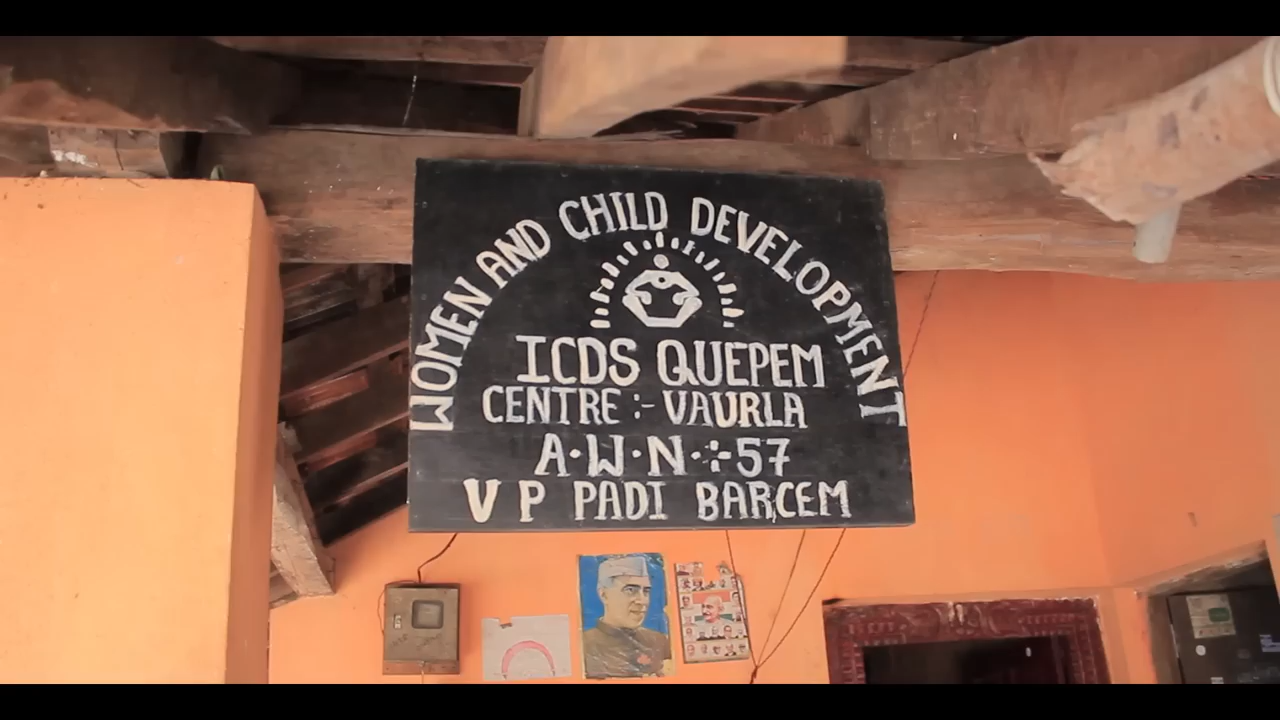 WOMEN AND CHILD DEVELOPMENT
ICDS QUEPEM
CENTRE :- VAURLA
A·W·N·:-57
V P PADI BARCEM